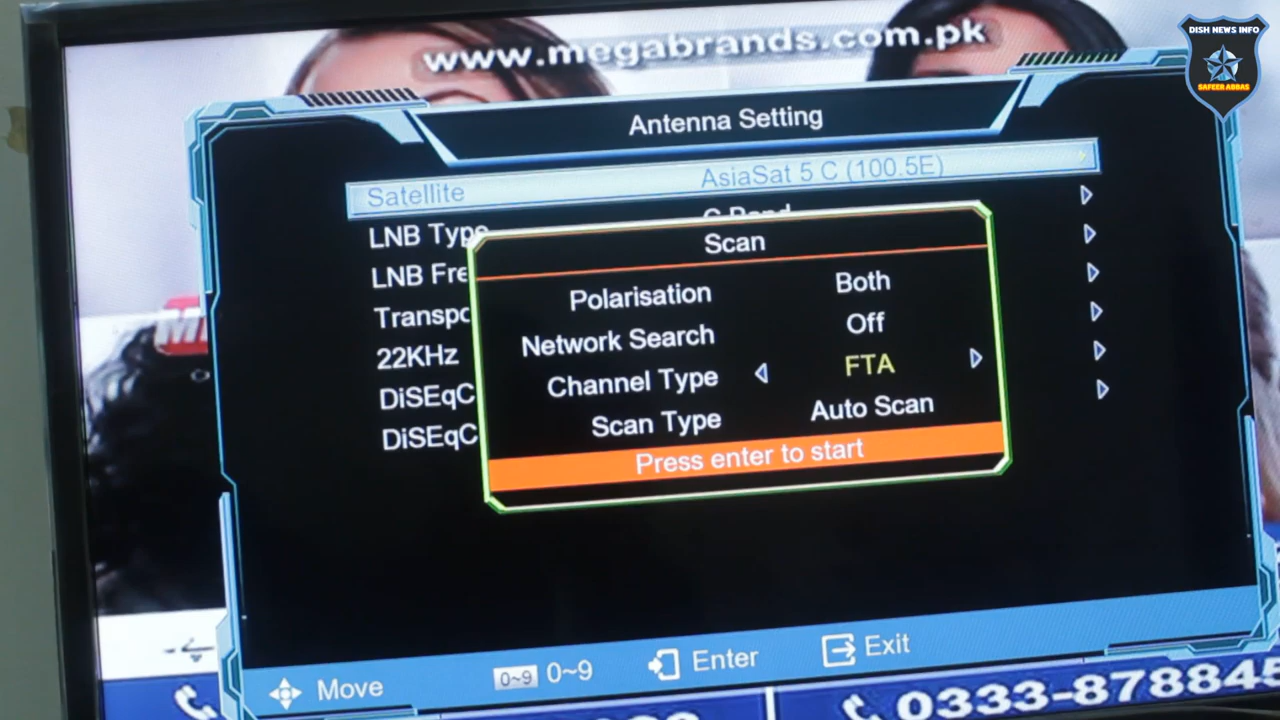 www.megabrands.com.pk
DISH NEWS INFO
SAFEER ABBAS
Antenna Setting
Satellite AsiaSat 5 C (100.5E)
LNB Type
LNB Fre
Transpo
22KHz
DiSEqC
DiSEqC
Scan
Polarisation Both
Network Search Off
Channel Type FTA
Scan Type Auto Scan
Press enter to start
Move 0~9 0~9 Enter Exit
0333-878845